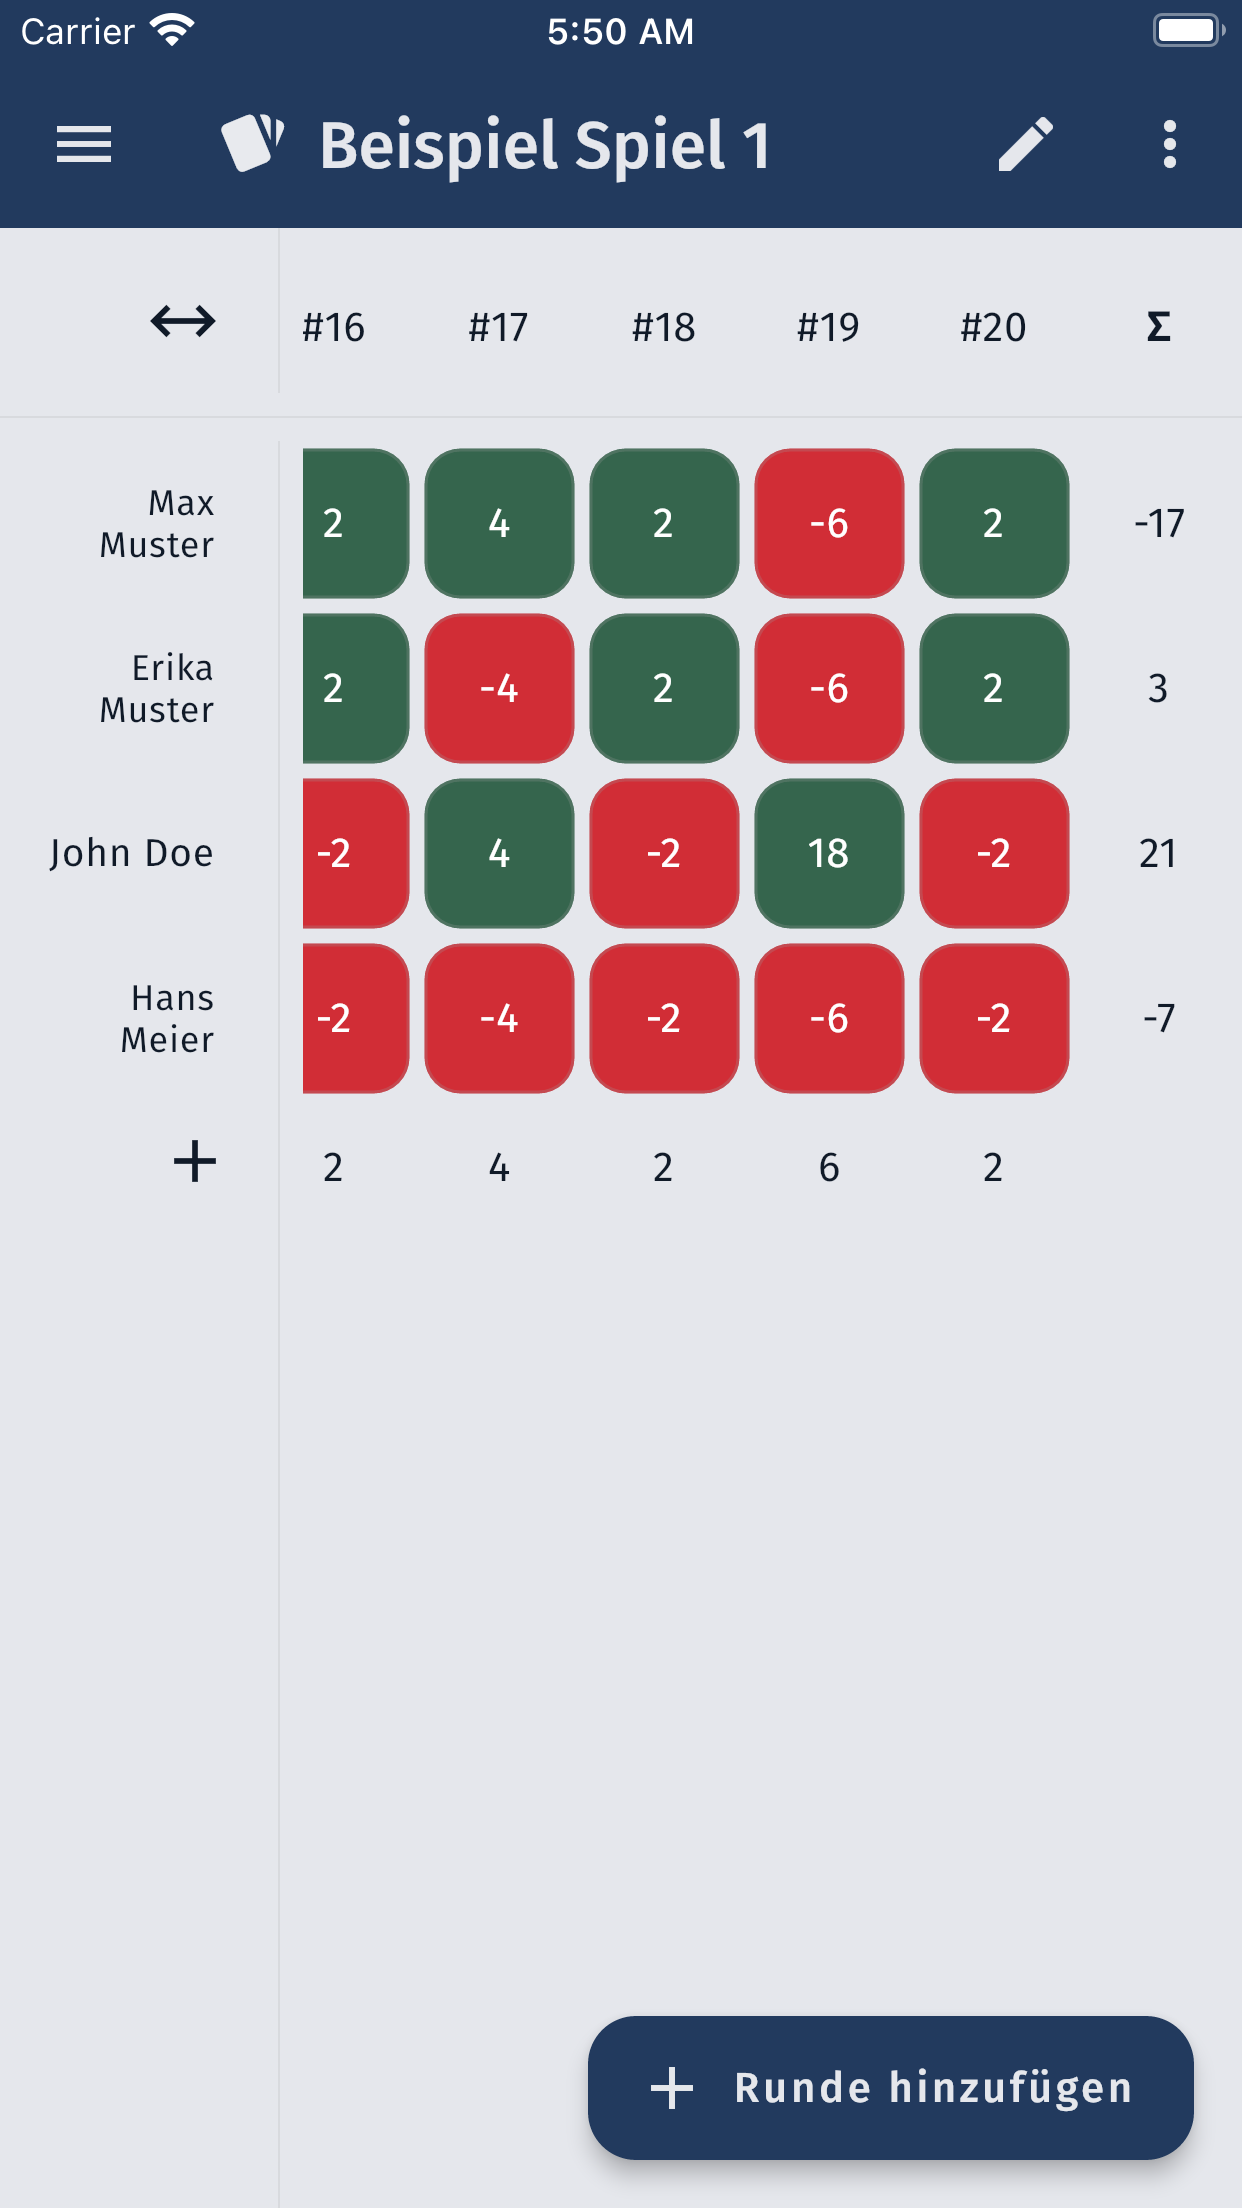 Carrier 5:50 AM
Beispiel Spiel 1
#16 #17 #18 #19 #20 Σ
Max
Muster
2 4 2 -6 2 -17
Erika
Muster
2 -4 2 -6 2 3
John Doe -2 4 -2 18 -2 21
Hans
Meier
-2 -4 -2 -6 -2 -7
2 4 2 6 2
Runde hinzufügen